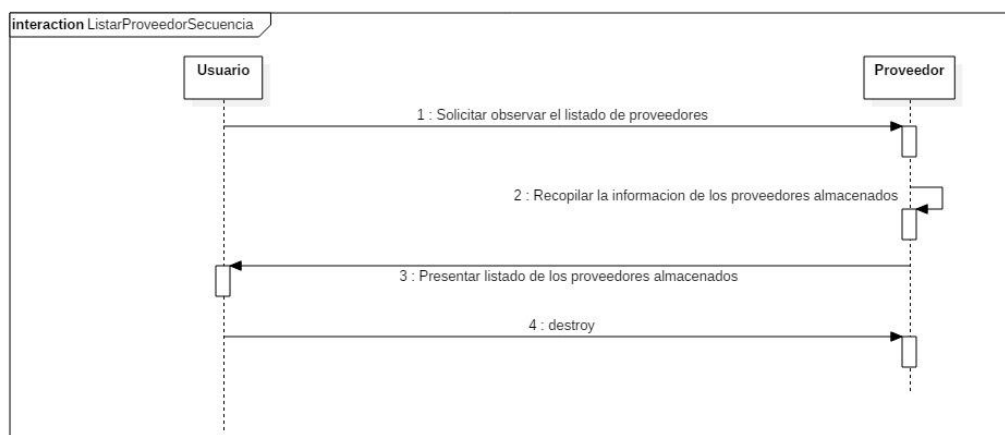 interaction ListarProveedorSecuencia
Usuario
Proveedor
1 : Solicitar observar el listado de proveedores
2 : Recopilar la informacion de los proveedores almacenados
3 : Presentar listado de los proveedores almacenados
4 : destroy